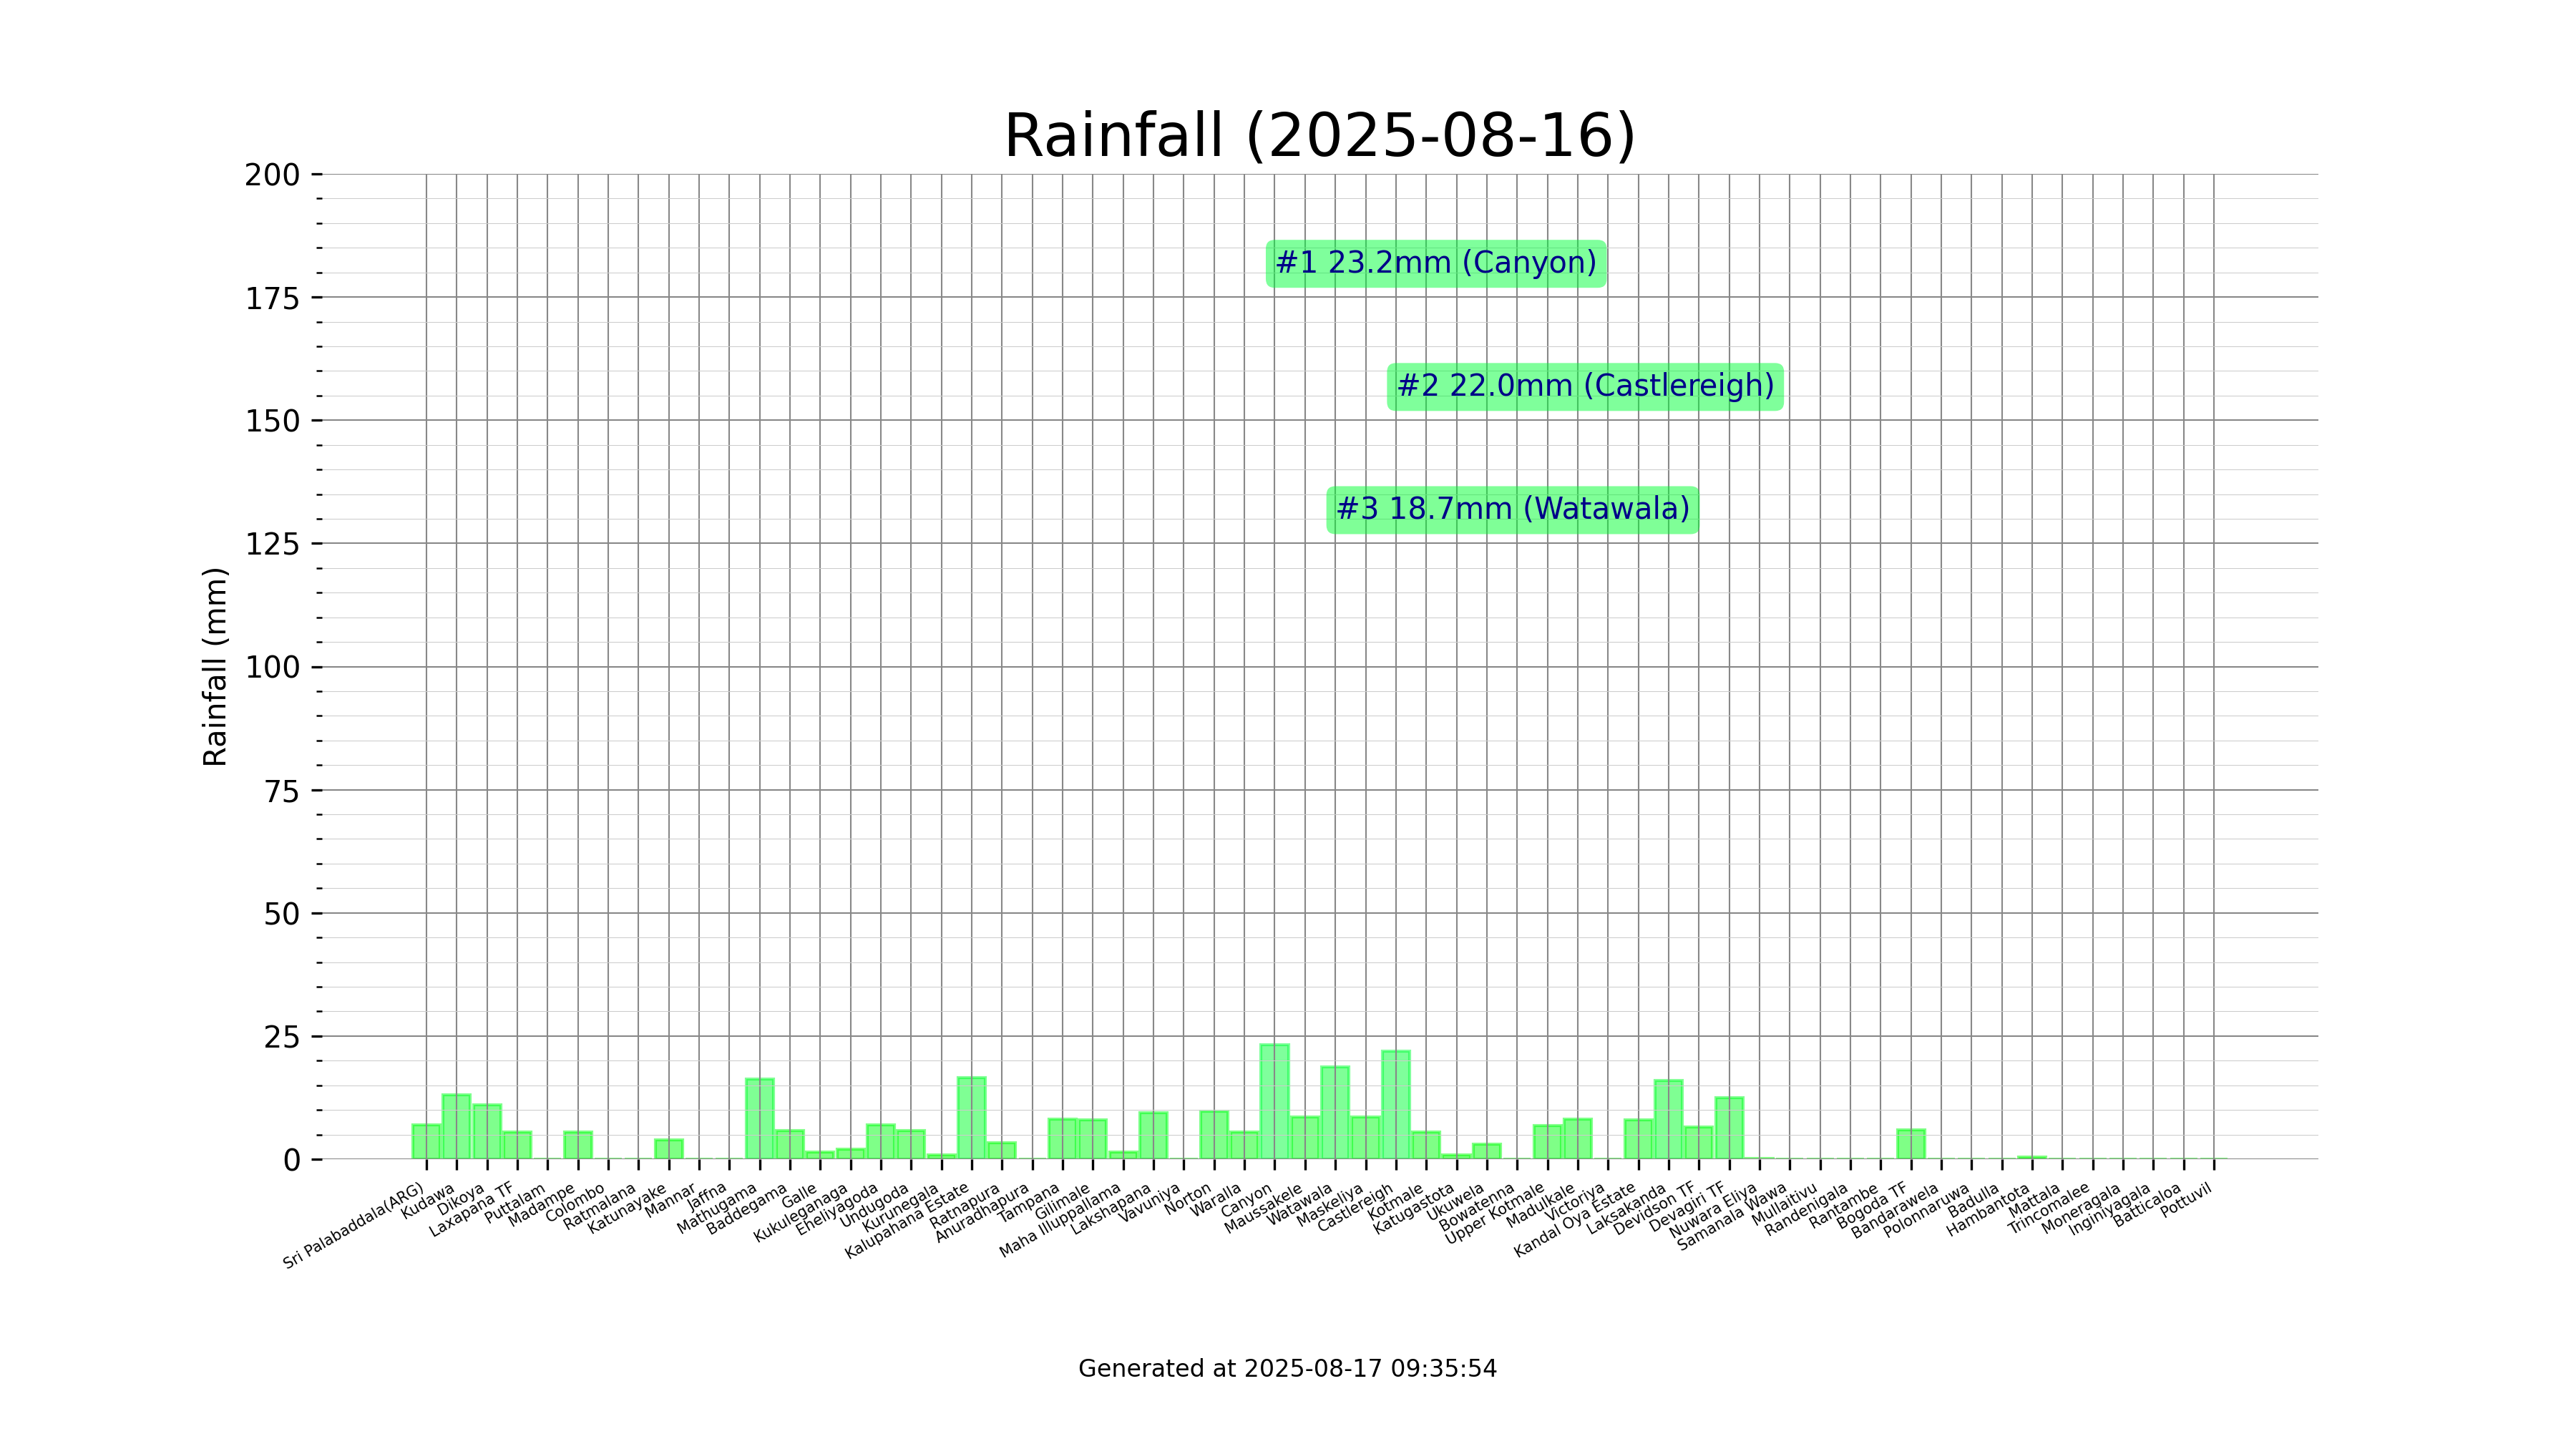 Rainfall (2025-08-16)
200
175
150
125
100
75
50
25
0
Rainfall (mm)
#1 23.2mm (Canyon)
#2 22.0mm (Castlereigh)
#3 18.7mm (Watawala)
Sri Palabaddala(ARG)
Kudawa
Dikoya
Laxapana TF
Puttalam
Madampe
Colombo
Ratmalana
Katunayake
Mannar
Jaffna
Mathugama
Baddegama
Galle
Kukuleganaga
Eheliyagoda
Undugoda
Kurunegala
Kalupahana Estate
Ratnapura
Anuradhapura
Tampana
Gilimale
Maha Illuppallama
Lakshapana
Vavuniya
Norton
Waralla
Canyon
Maussakele
Watawala
Maskeliya
Castlereigh
Kotmale
Katugastota
Ukuwela
Bowatenna
Upper Kotmale
Madulkale
Victoriya
Kandal Oya Estate
Laksakanda
Devidson TF
Devagiri TF
Nuwara Eliya
Samanala Wawa
Mullaitivu
Randenigala
Rantambe
Bogoda TF
Bandarawela
Polonnaruwa
Badulla
Hambantota
Mattala
Trincomalee
Moneragala
Inginiyagala
Batticaloa
Pottuvil
Generated at 2025-08-17 09:35:54